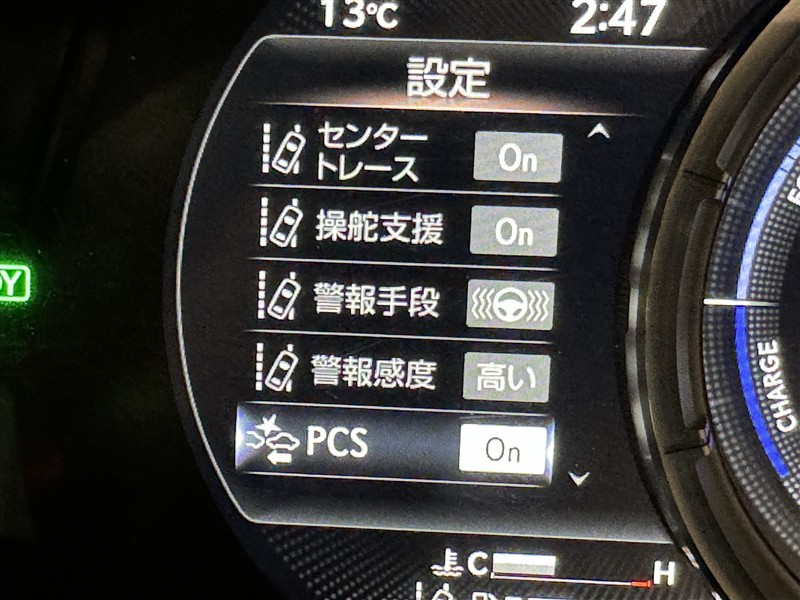 13℃
2:47
設定
センター
トレース
On
操舵支援 On
警報手段
警報感度 高い
PCS On
CHARGE
C H